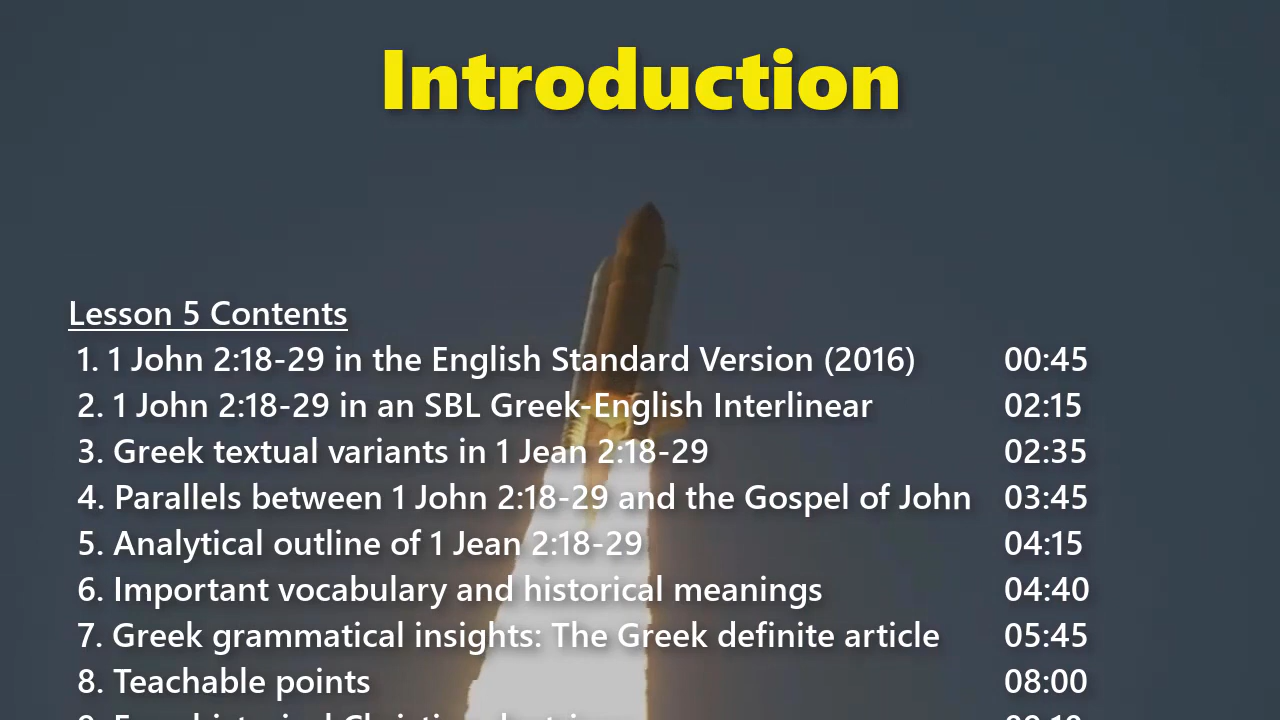 Introduction
Lesson 5 Contents
1. 1 John 2:18-29 in the English Standard Version (2016) 00:45
2. 1 John 2:18-29 in an SBL Greek-English Interlinear 02:15
3. Greek textual variants in 1 Jean 2:18-29 02:35
4. Parallels between 1 John 2:18-29 and the Gospel of John 03:45
5. Analytical outline of 1 Jean 2:18-29 04:15
6. Important vocabulary and historical meanings 04:40
7. Greek grammatical insights: The Greek definite article 05:45
8. Teachable points 08:00